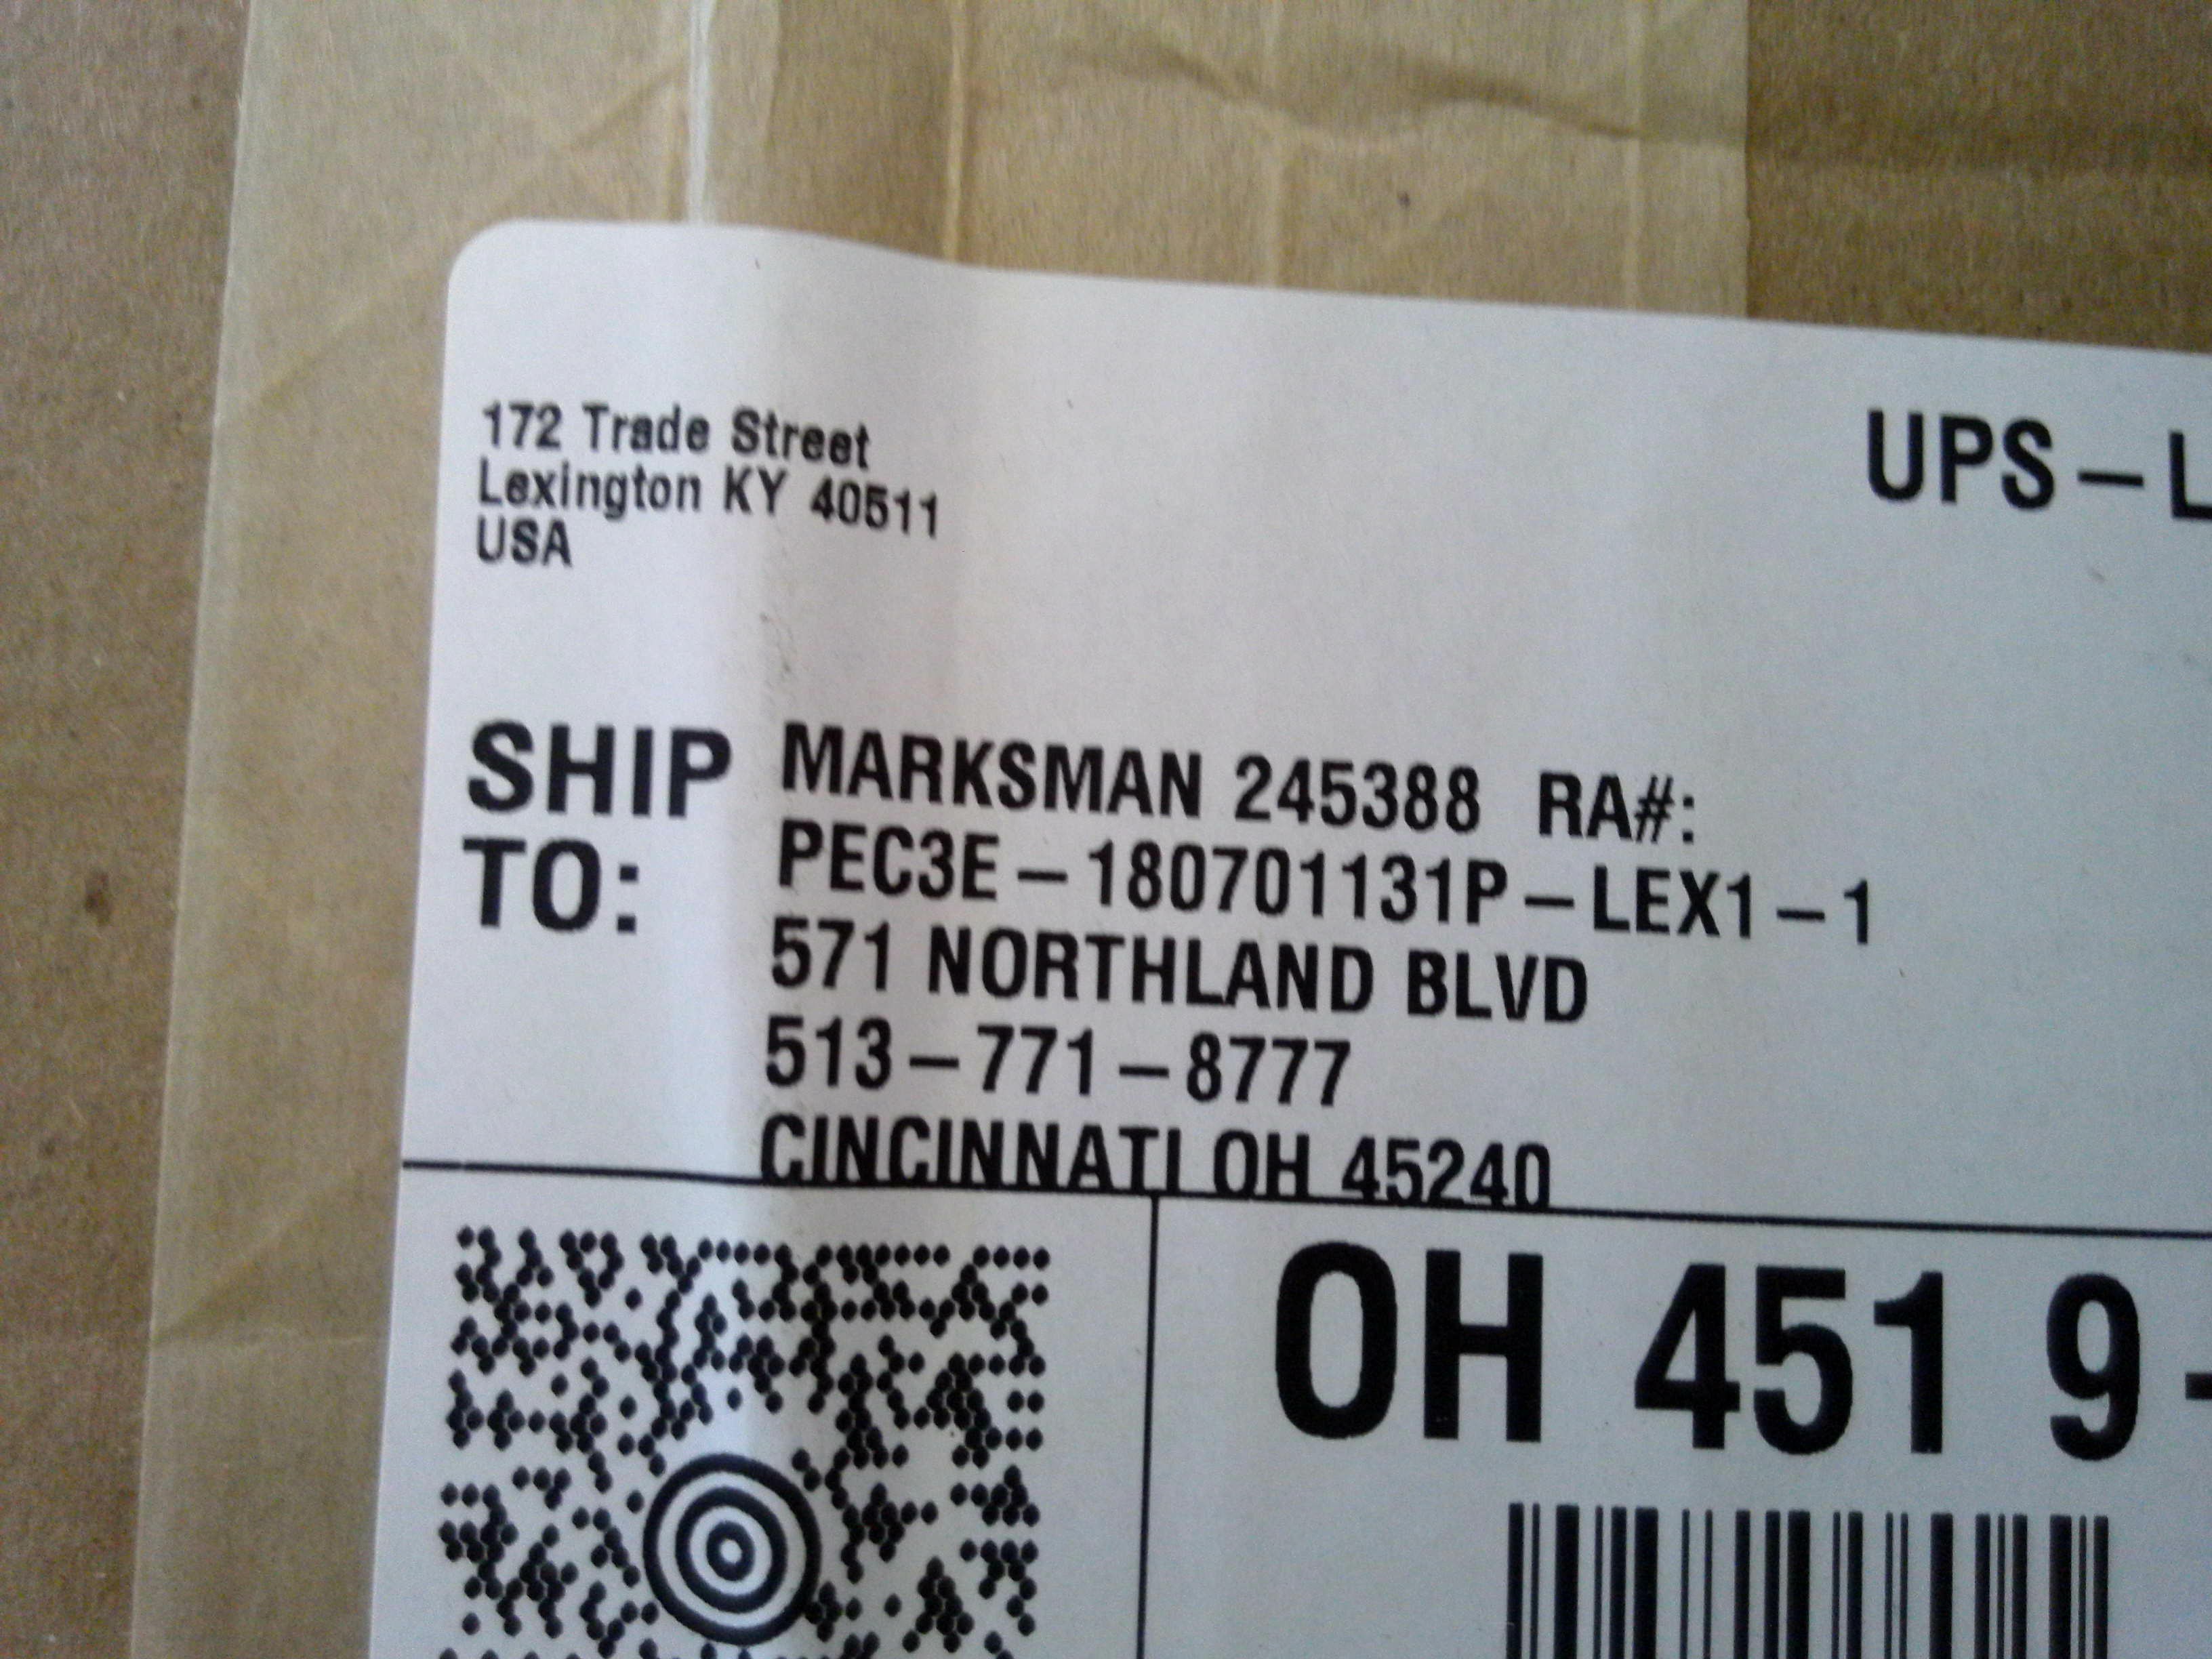 172 Trade Street
Lexington KY 40511
USA
UPS-L
SHIP TO:
MARKSMAN 245388 RA#:
PEC3E-180701131P-LEX1-1
571 NORTHLAND BLVD
513-771-8777
CINCINNATI OH 45240
OH 451 9-